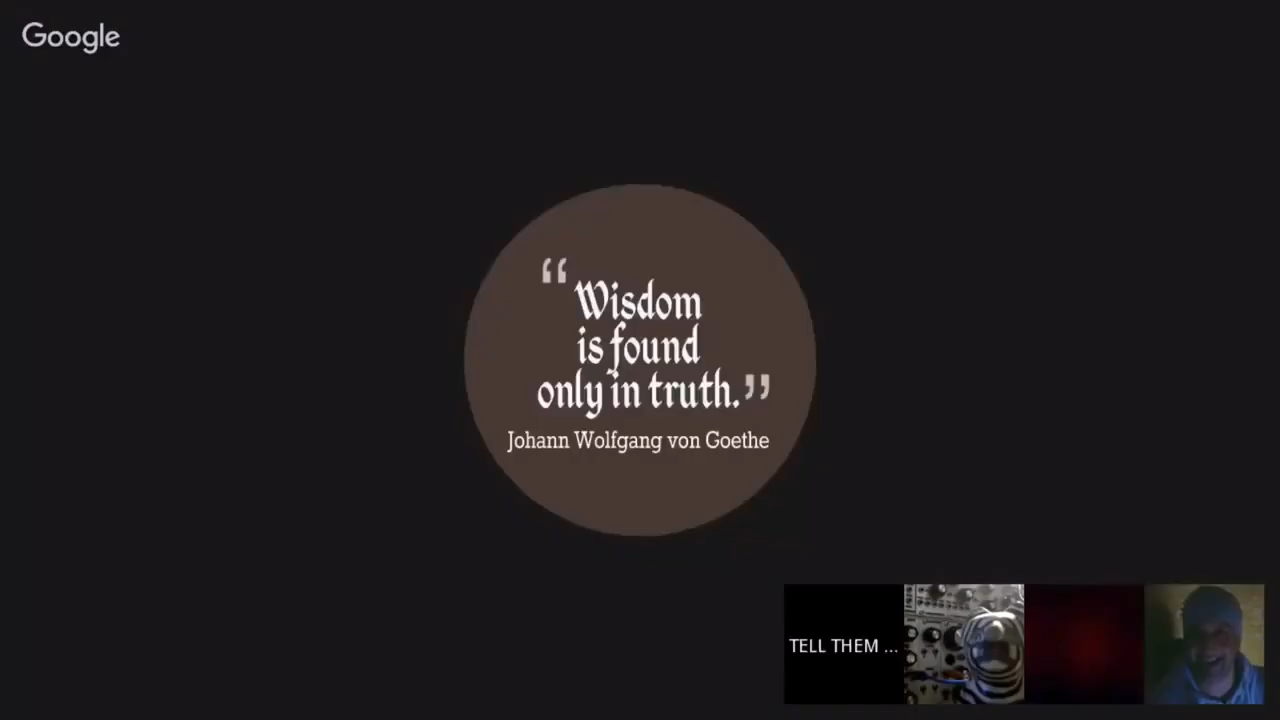 Google
“Wisdom
is found
only in truth.”
Johann Wolfgang von Goethe
TELL THEM ...